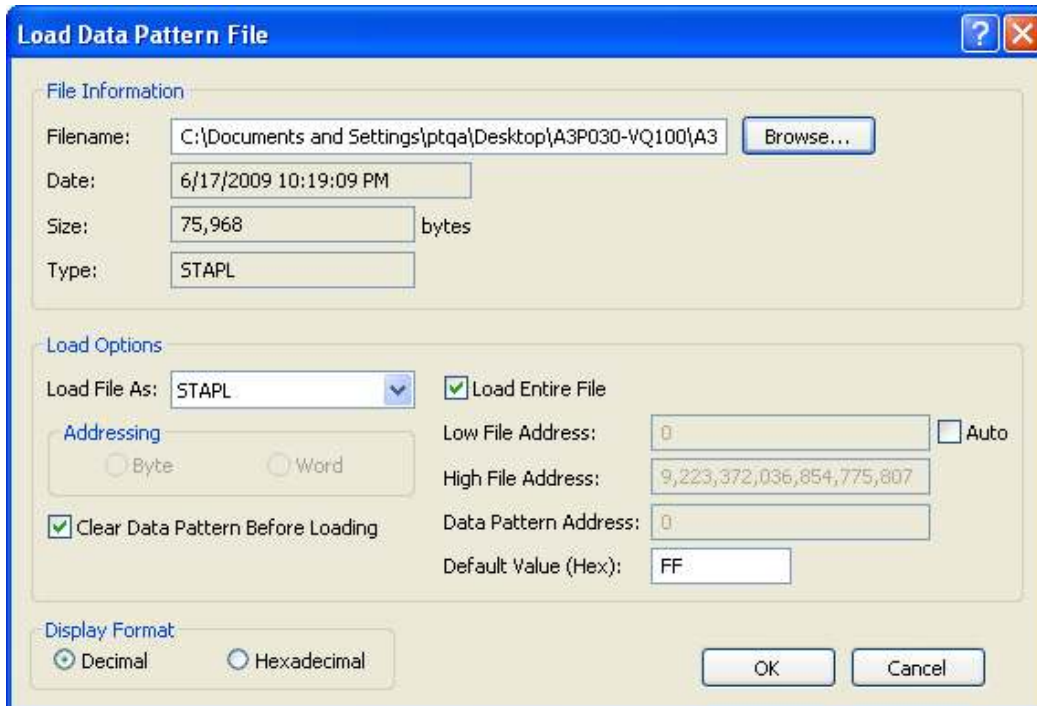 Load Data Pattern File
File Information
Filename: C:\Documents and Settings\ptqa\Desktop\A3P030-VQ100\A3 Browse...
Date: 6/17/2009 10:19:09 PM
Size: 75,968 bytes
Type: STAPL
Load Options
Load File As: STAPL
Load Entire File
Addressing
Byte Word
Clear Data Pattern Before Loading
Low File Address: 0 Auto
High File Address: 9,223,372,036,854,775,807
Data Pattern Address: 0
Default Value (Hex): FF
Display Format
Decimal Hexadecimal
OK Cancel